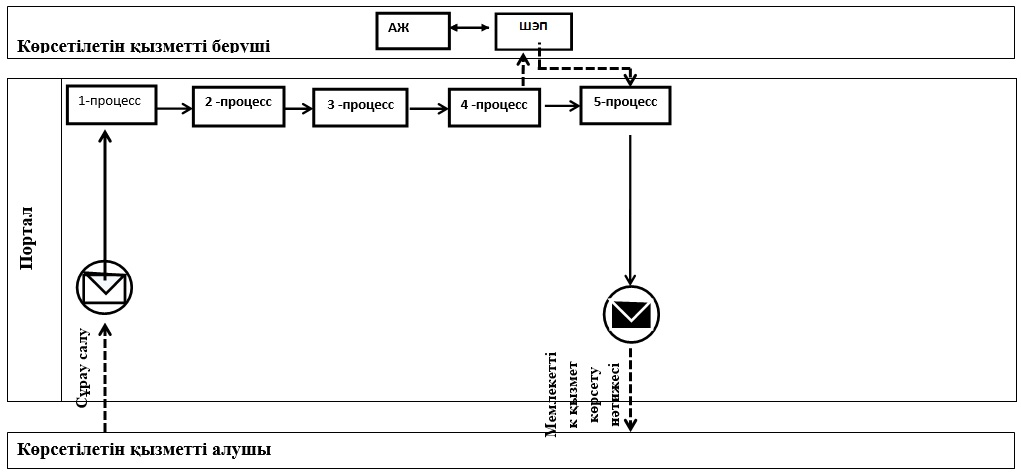 АЖ
ШЭП
Көрсетілетін қызметті беруші
1-процесс
2 -процесс
3 -процесс
4 -процесс
5-процесс
Портал
Сұрау салу
Мемлекетті
к қызмет
көрсету
нәтижесі
Көрсетілетін қызметті алушы